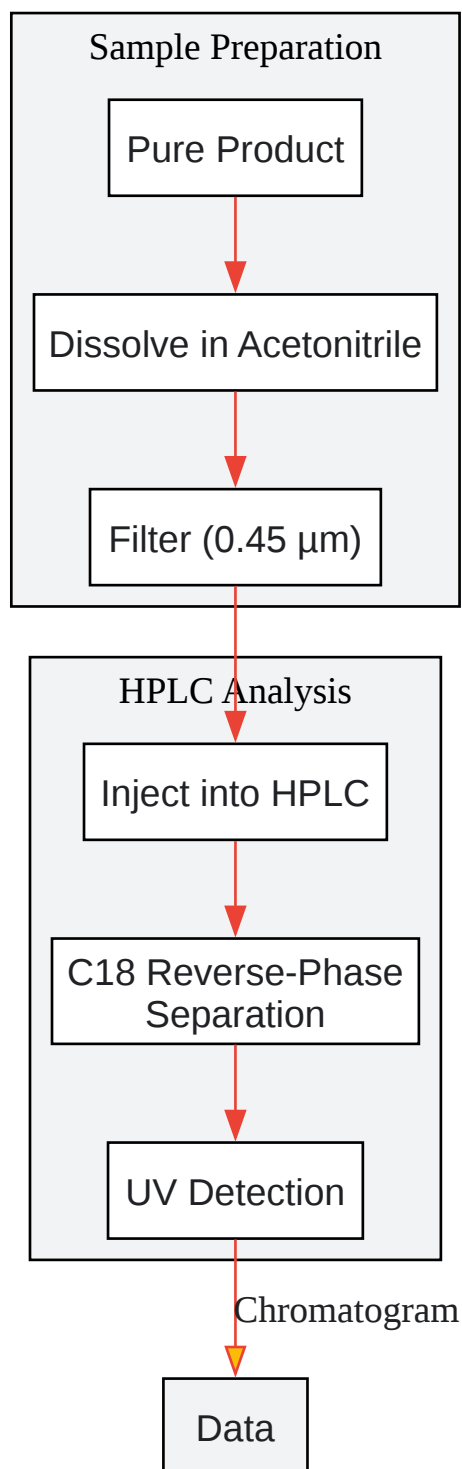 Sample Preparation
Pure Product
Dissolve in Acetonitrile
Filter (0.45 µm)
HPLC Analysis
Inject into HPLC
C18 Reverse-Phase
Separation
UV Detection
Chromatogram
Data